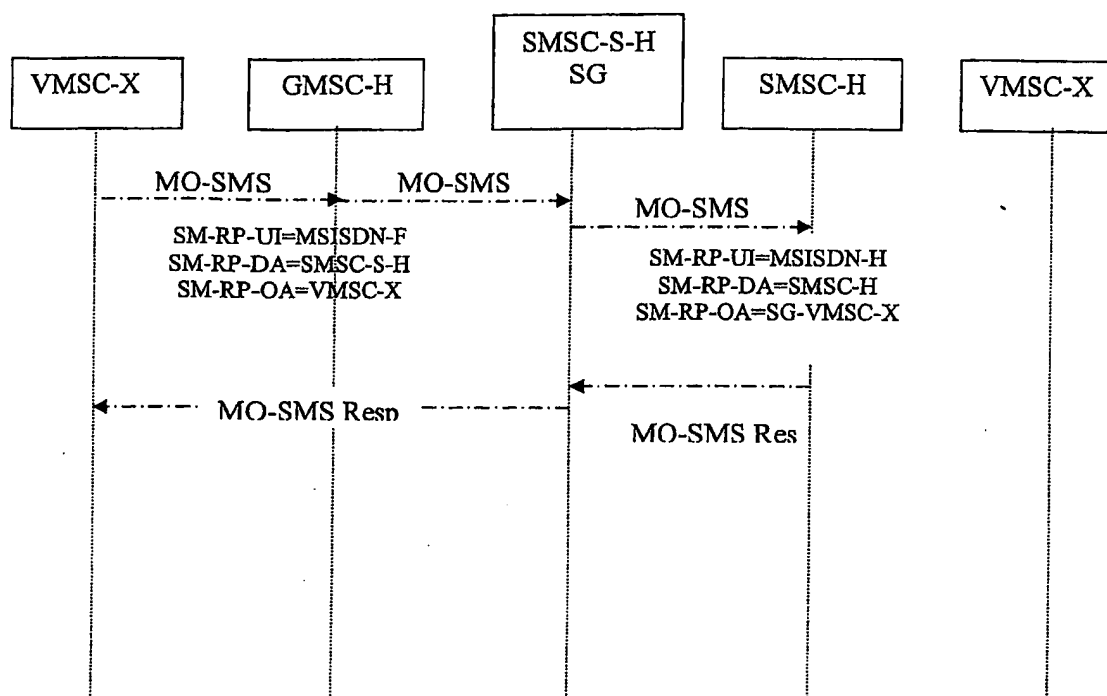 VMSC-X
GMSC-H
SMSC-S-H
SG
SMSC-H
VMSC-X
MO-SMS
MO-SMS
MO-SMS
SM-RP-UI=MSISDN-F
SM-RP-DA=SMSC-S-H
SM-RP-OA=VMSC-X
SM-RP-UI=MSISDN-H
SM-RP-DA=SMSC-H
SM-RP-OA=SG-VMSC-X
MO-SMS Resp
MO-SMS Res